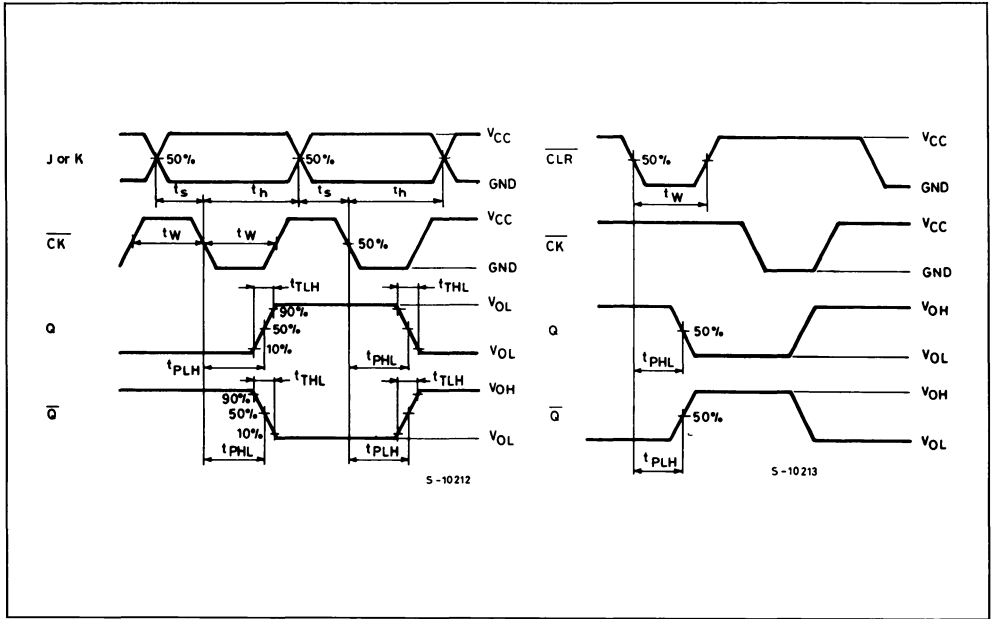 J or K
50%
50%
VCC
GND
ts
th
ts
th
CK
tW
tW
50%
VCC
GND
tTLH
tTHL
Q
90%
50%
10%
VOL
VOL
tPLH
tPHL
tTHL
tTLH
Q
90%
50%
10%
VOH
VOL
tPHL
tPLH
S-10212
CLR
50%
VCC
GND
tW
CK
VCC
GND
Q
50%
VOH
VOL
tPHL
Q
50%
VOH
VOL
tPLH
S-10213